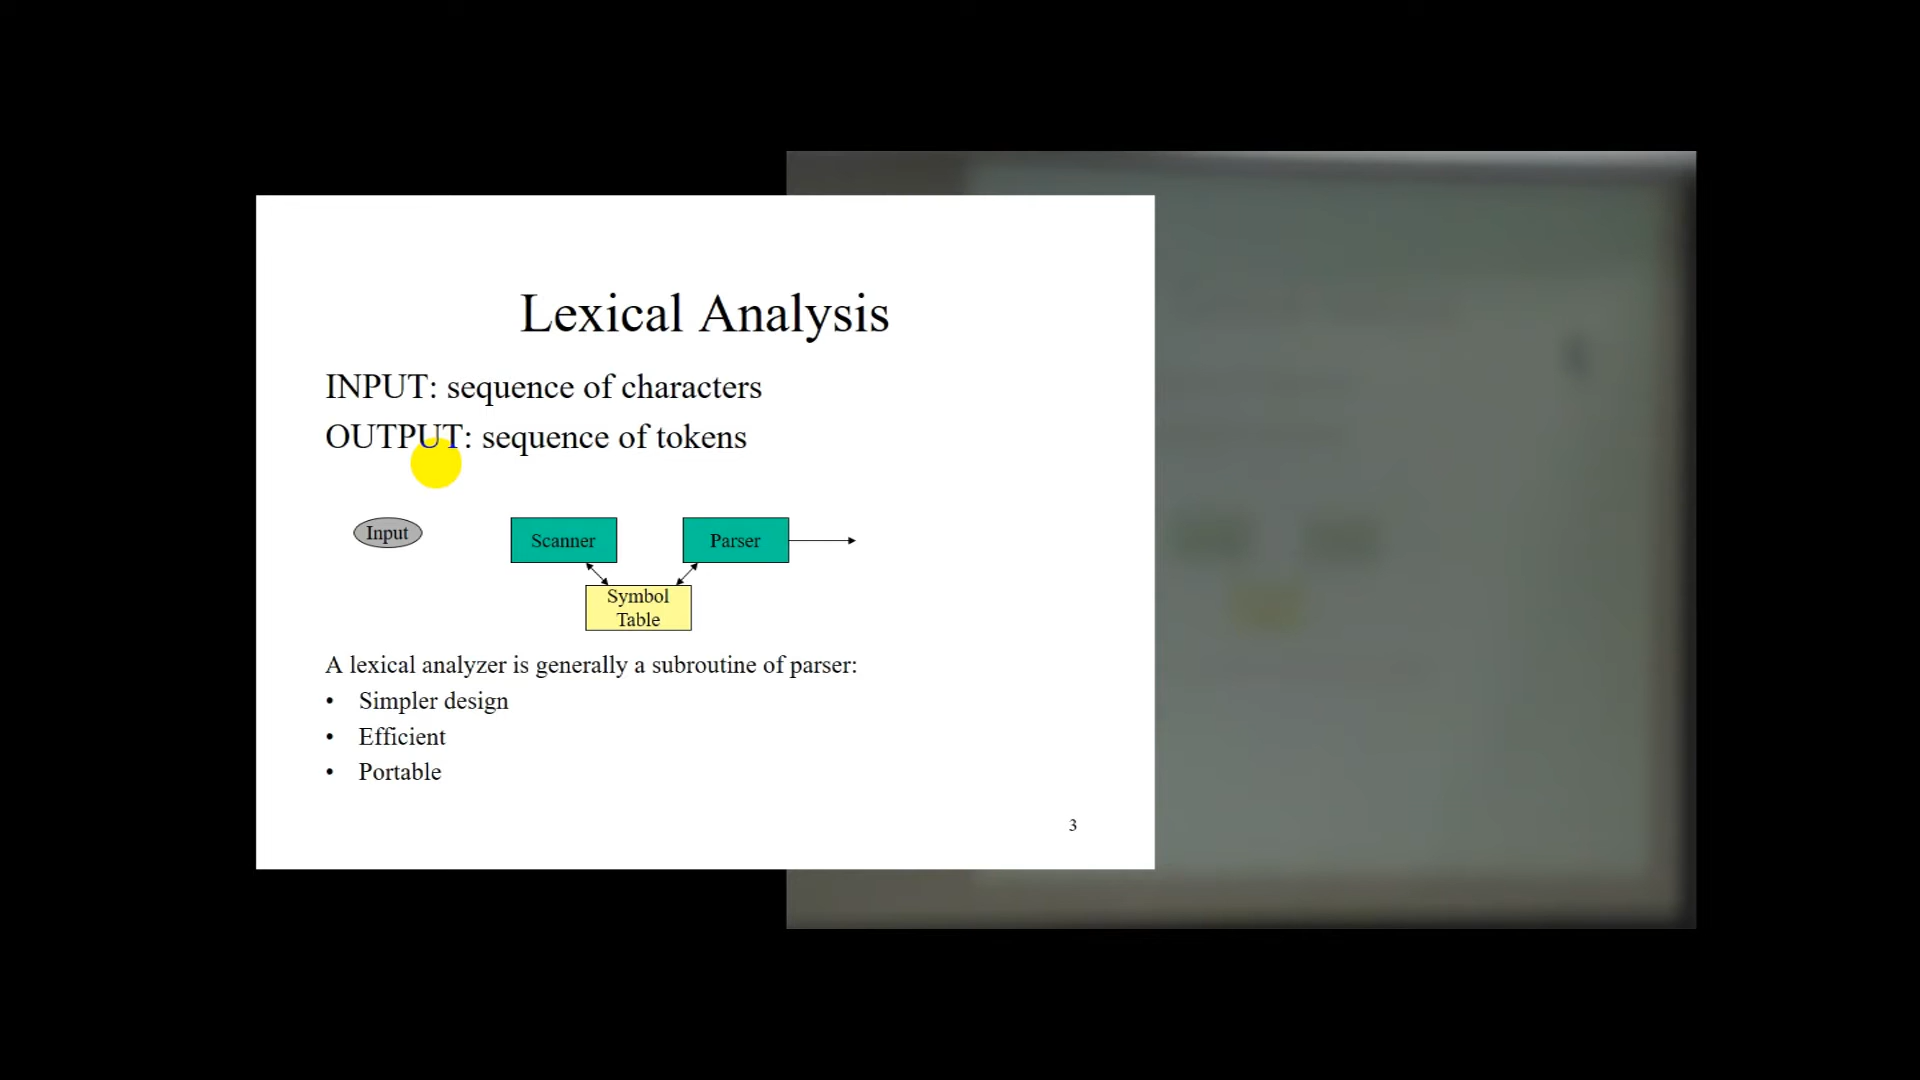 Lexical Analysis
INPUT: sequence of characters
OUTPUT: sequence of tokens
Input
Scanner
Parser
Symbol
Table
A lexical analyzer is generally a subroutine of parser:
• Simpler design
• Efficient
• Portable
3